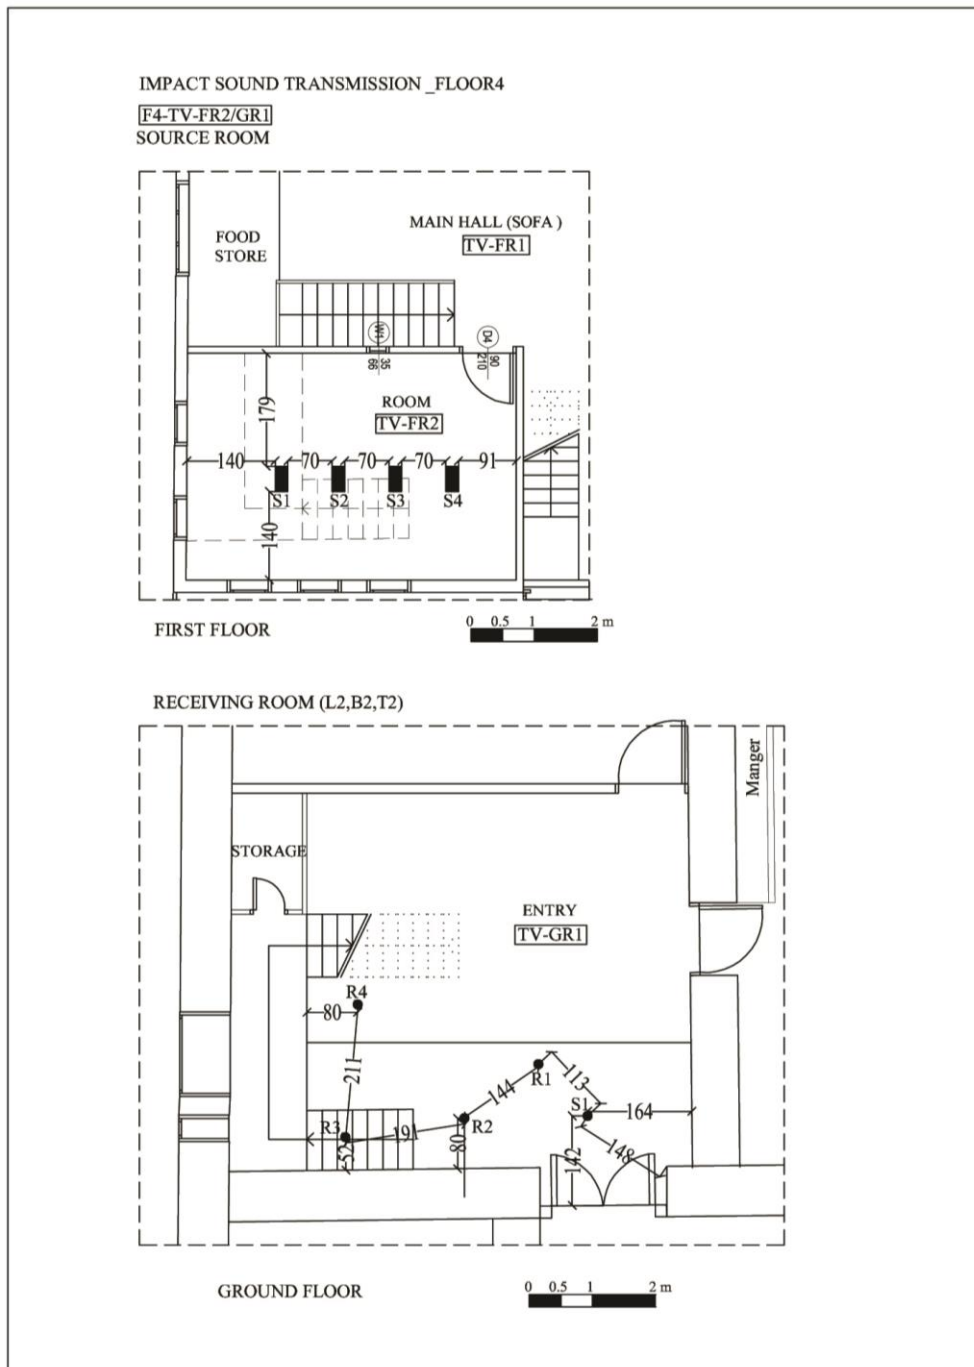 IMPACT SOUND TRANSMISSION _FLOOR4
F4-TV-FR2/GR1
SOURCE ROOM
MAIN HALL (SOFA )
TV-FR1
FOOD
STORE
W1
35
66
D4
90
210
ROOM
TV-FR2
179
140
70
70
70
91
S1
S2
S3
S4
140
FIRST FLOOR
0 0.5 1 2 m
RECEIVING ROOM (L2,B2,T2)
Manger
STORAGE
ENTRY
TV-GR1
R4
80
211
R1
113
144
S1
164
R2
R3
191
80
52
142
148
GROUND FLOOR
0 0.5 1 2 m